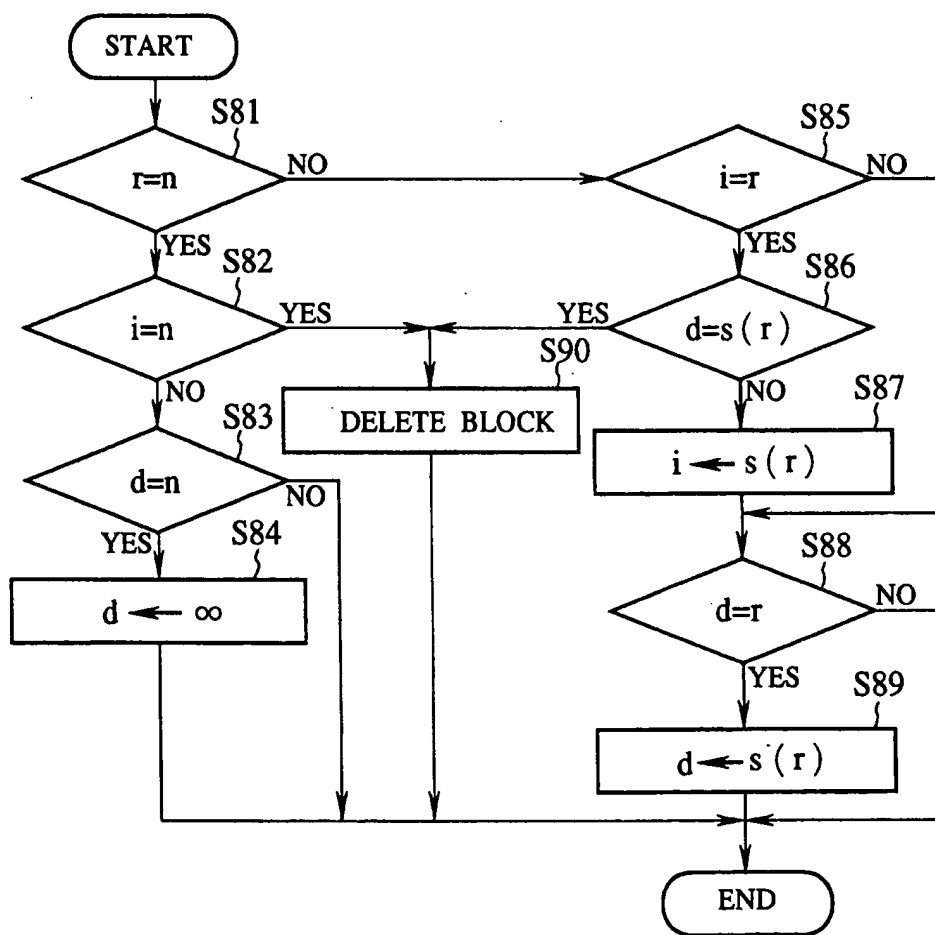 START
S81
r=n
NO
YES
S85
i=r
NO
YES
S82
i=n
YES
NO
S86
d=s(r)
YES
NO
S90
DELETE BLOCK
S87
i ← s(r)
S83
d=n
NO
YES
S84
d ← ∞
S88
d=r
NO
YES
S89
d ← s(r)
END